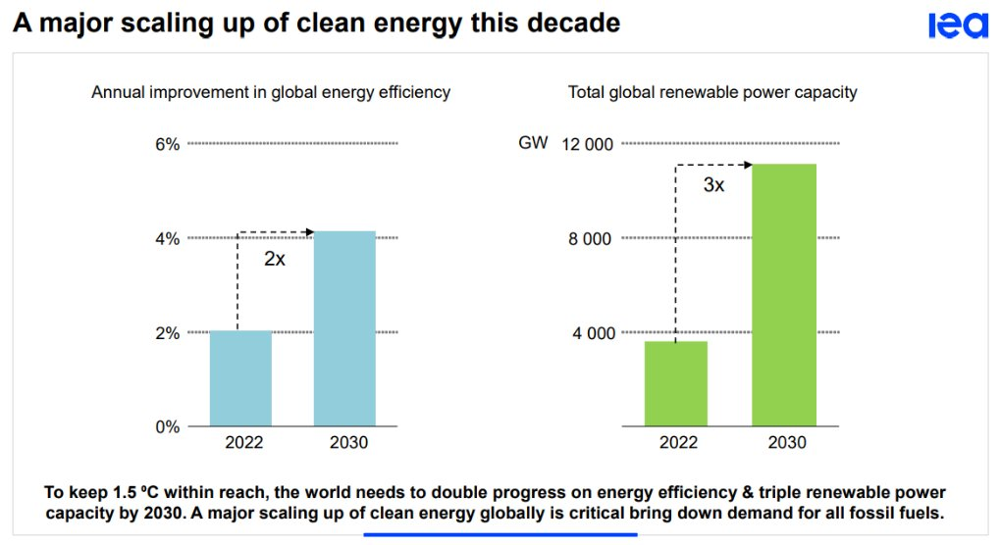 A major scaling up of clean energy this decade
iea
Annual improvement in global energy efficiency
6%
4%
2%
0%
2x
2022
2030
Total global renewable power capacity
GW
12 000
8 000
4 000
3x
2022
2030
To keep 1.5 ºC within reach, the world needs to double progress on energy efficiency & triple renewable power
capacity by 2030. A major scaling up of clean energy globally is critical bring down demand for all fossil fuels.